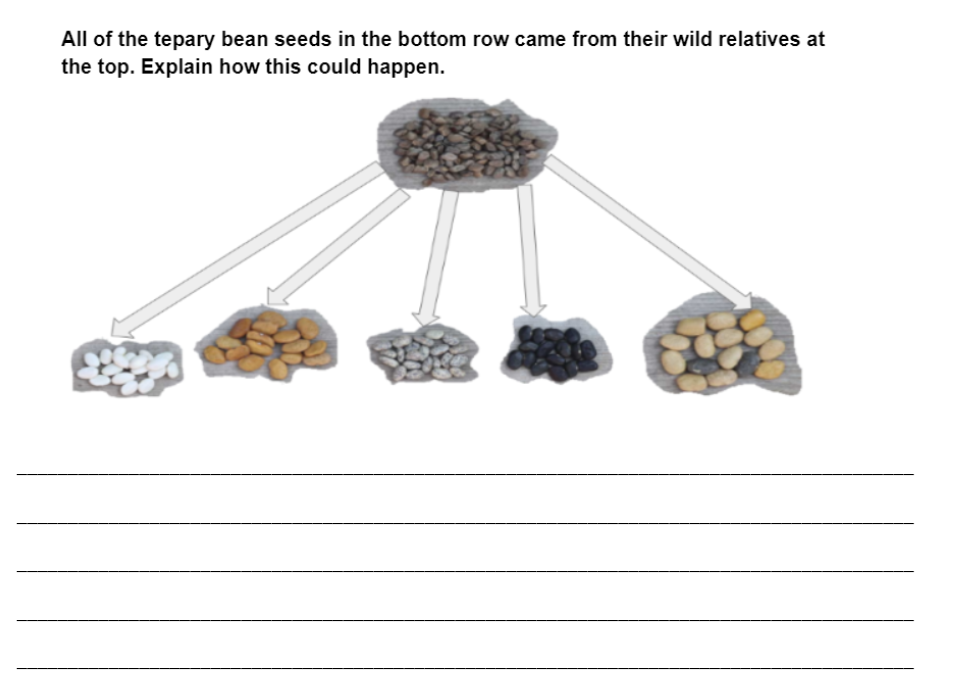 All of the tepary bean seeds in the bottom row came from their wild relatives at
the top. Explain how this could happen.